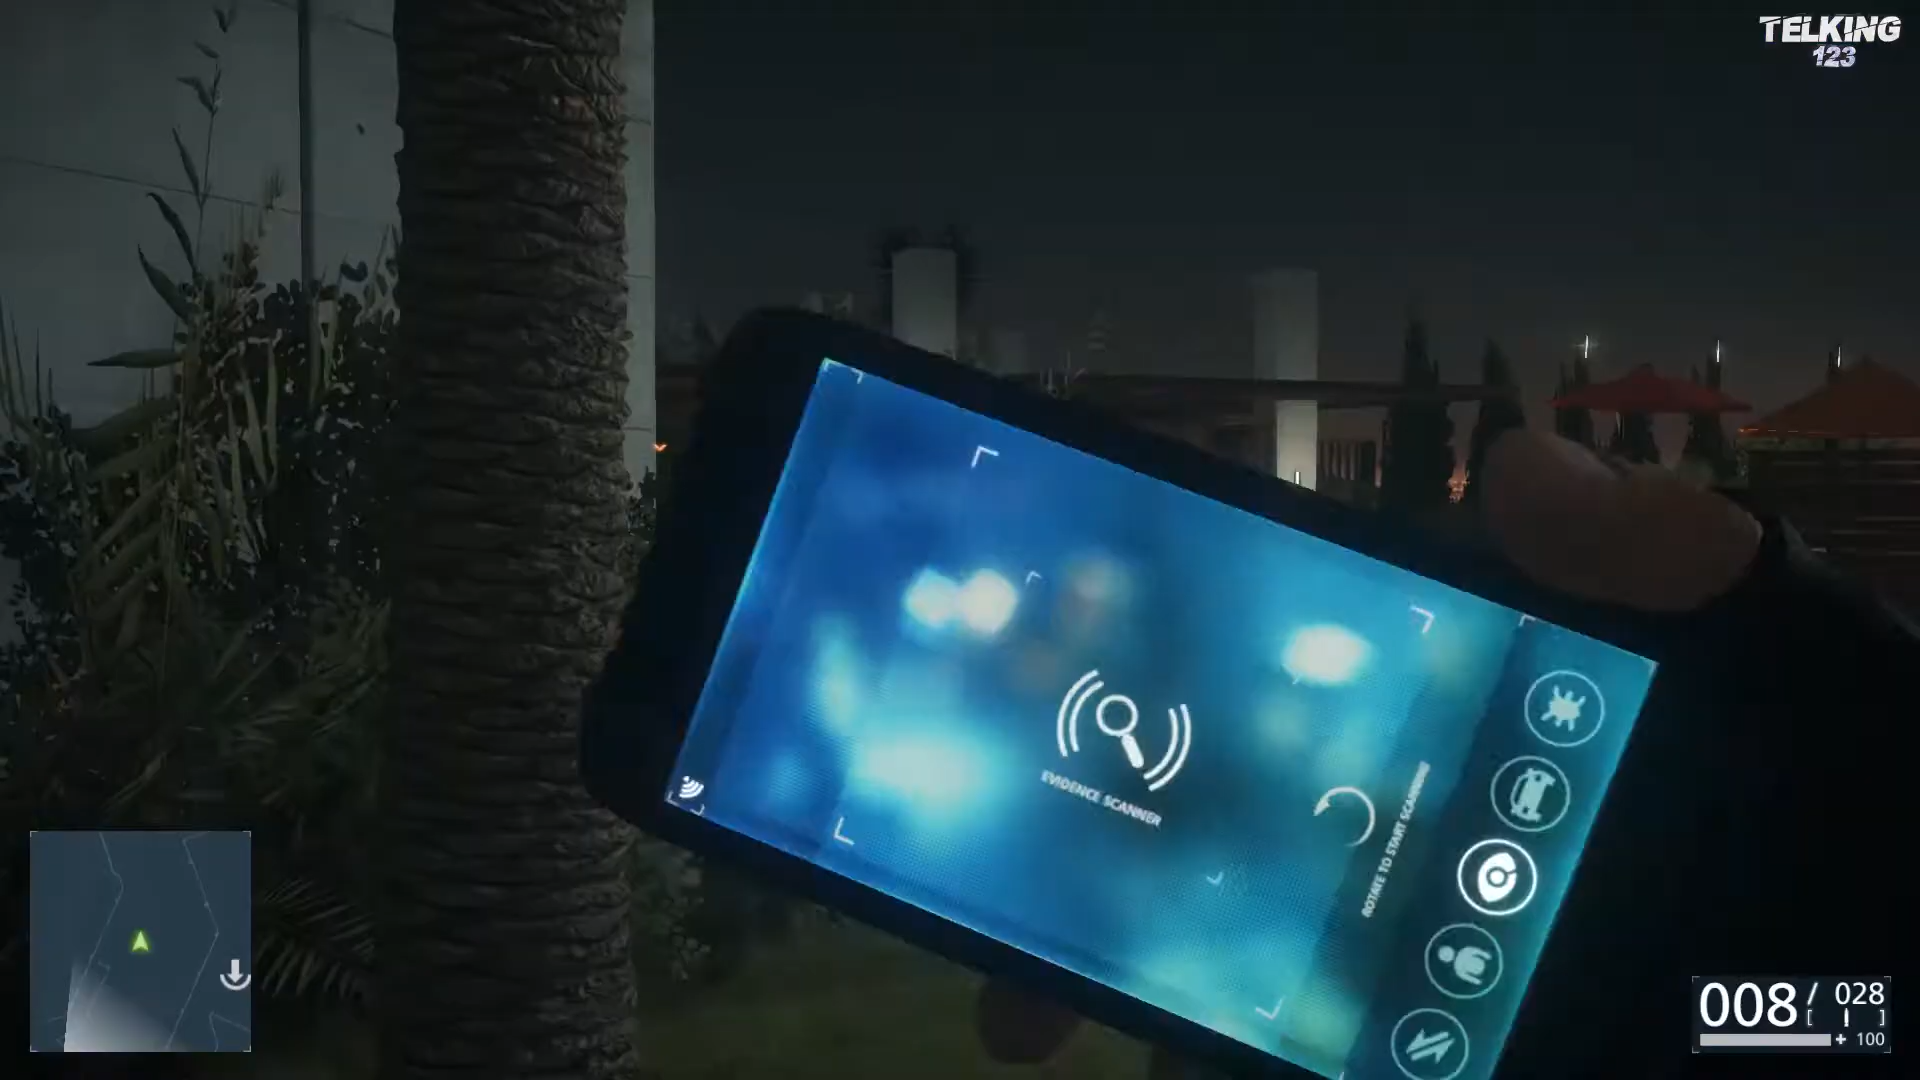 TELKING
123
EVIDENCE SCANNER
ROTATE TO START SCANNING
008/ 028
[ I ]
+ 100